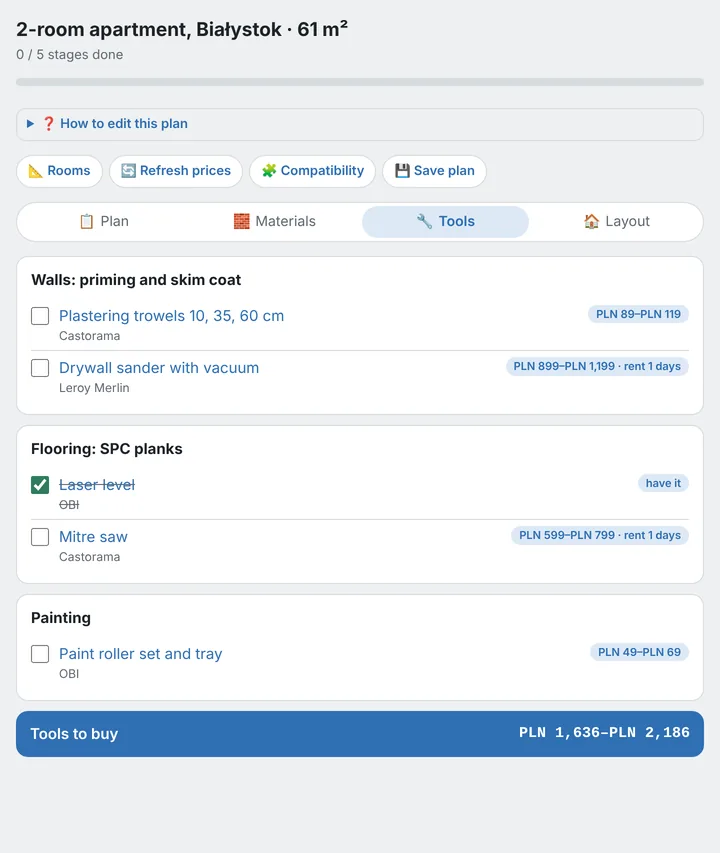 2-room apartment, Białystok · 61 m²
0 / 5 stages done
▶ ❓ How to edit this plan
📐 Rooms 🔄 Refresh prices 🧩 Compatibility 💾 Save plan
📋 Plan 🧱 Materials 🔧 Tools 🏠 Layout
Walls: priming and skim coat
Plastering trowels 10, 35, 60 cm PLN 89–PLN 119
Castorama
Drywall sander with vacuum PLN 899–PLN 1,199 · rent 1 days
Leroy Merlin
Flooring: SPC planks
Laser level have it
OBI
Mitre saw PLN 599–PLN 799 · rent 1 days
Castorama
Painting
Paint roller set and tray PLN 49–PLN 69
OBI
Tools to buy PLN 1,636–PLN 2,186